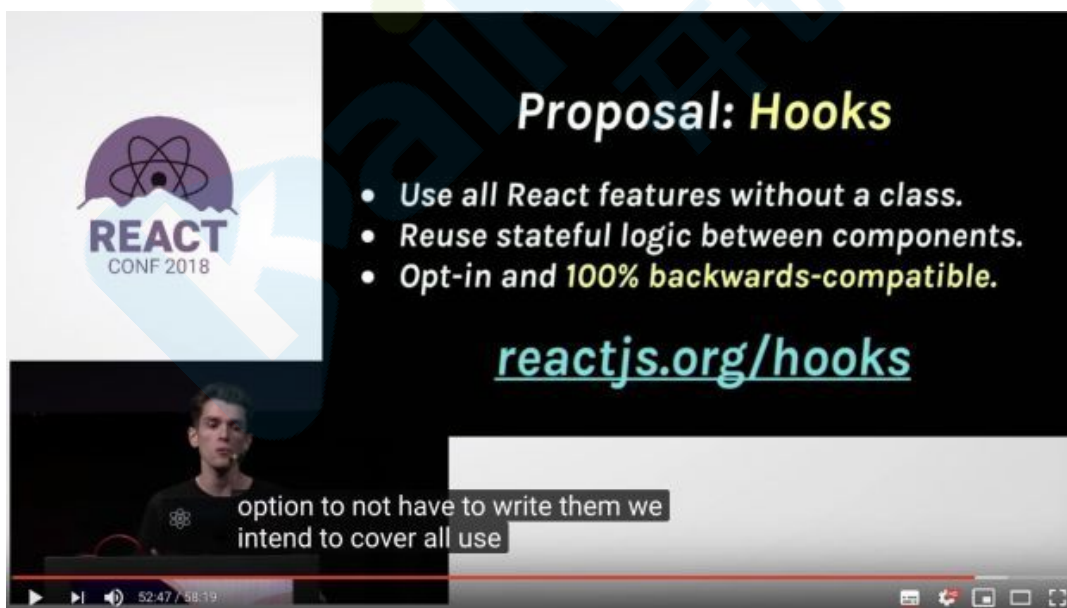 Proposal: Hooks
• Use all React features without a class.
• Reuse stateful logic between components.
• Opt-in and 100% backwards-compatible.
reactjs.org/hooks
REACT
CONF 2018
option to not have to write them we
intend to cover all use
52:47 / 58:19